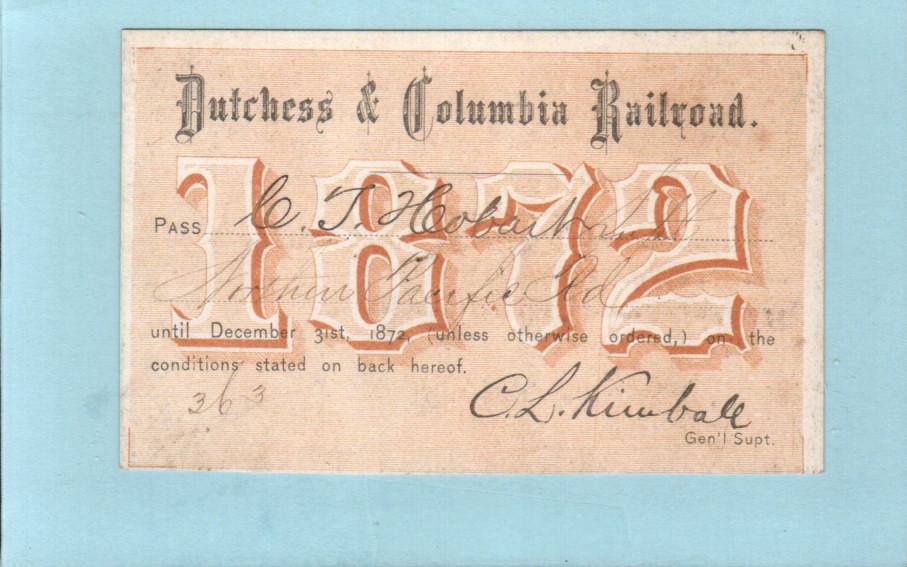 Dutchess & Columbia Railroad.
1872
PASS C. T. Hobart Supt
Northern Pacific Rd
until December 31st, 1872, (unless otherwise ordered,) on the
conditions stated on back hereof.
363
C. L. Kimball
Gen'l Supt.